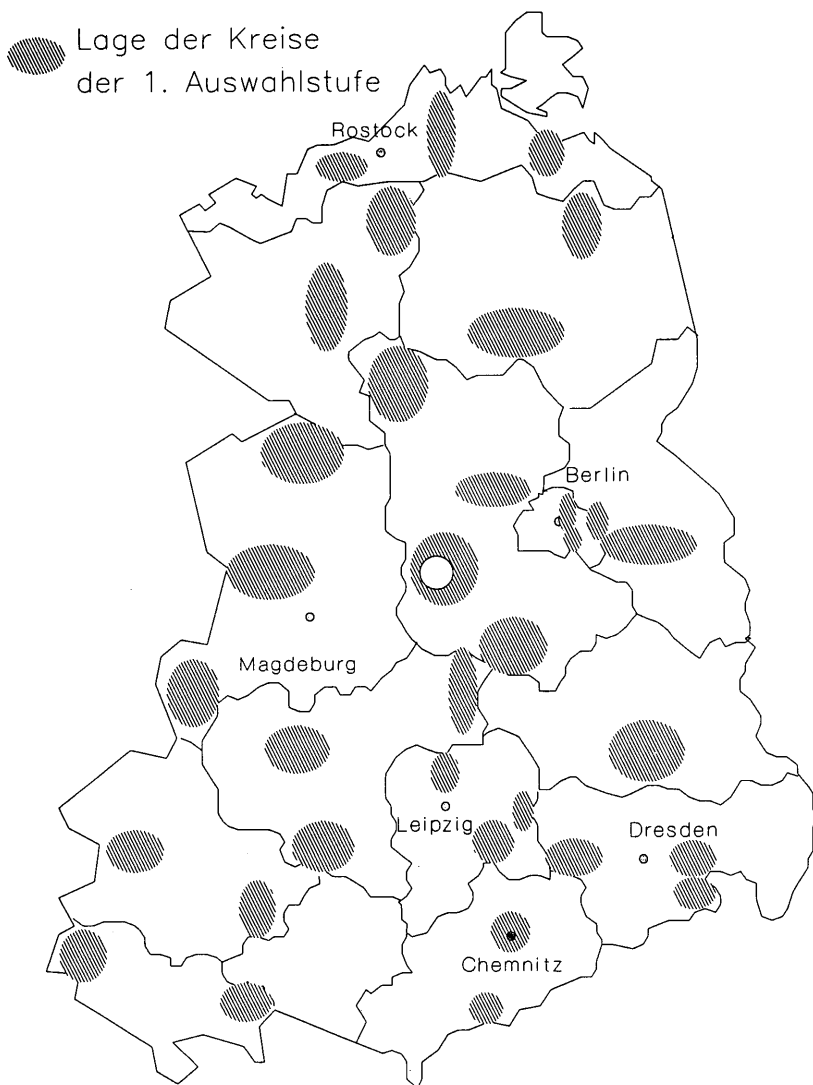 Lage der Kreise
der 1. Auswahlstufe
Rostock
Berlin
Magdeburg
Leipzig
Dresden
Chemnitz